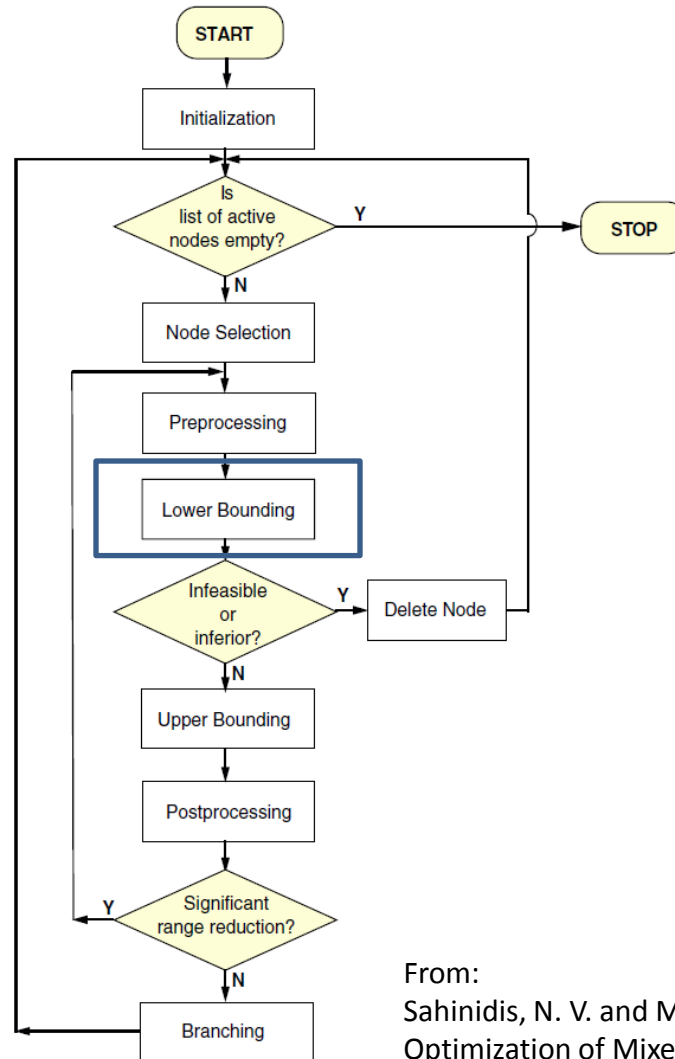 START
Initialization
Is
list of active
nodes empty?
Y
STOP
N
Node Selection
Preprocessing
Lower Bounding
Infeasible
or
inferior?
Y
Delete Node
N
Upper Bounding
Postprocessing
Y
Significant
range reduction?
N
Branching
From:
Sahinidis, N. V. and M
Optimization of Mixe